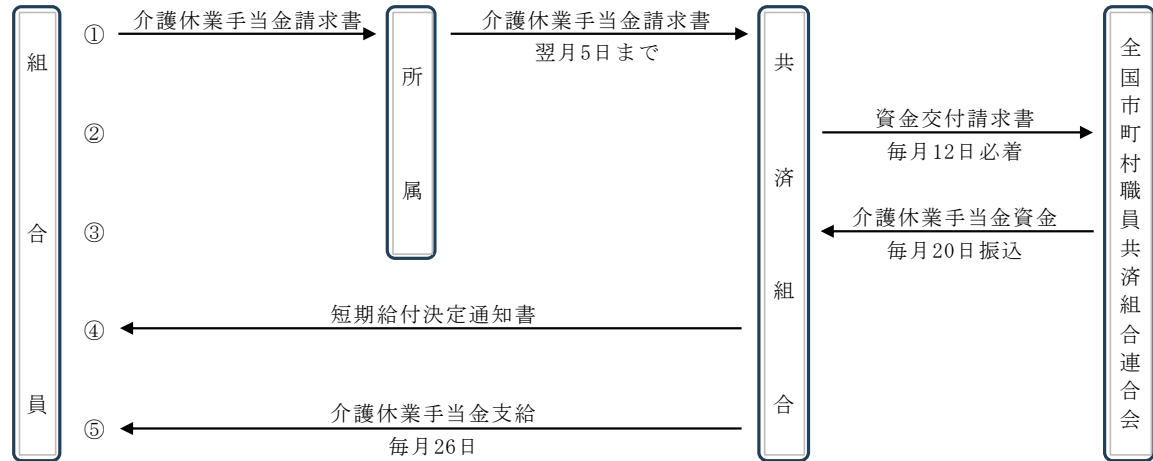 組合員
所属
共済組合
全国市町村職員共済組合連合会
① 介護休業手当金請求書 介護休業手当金請求書
翌月5日まで
② 資金交付請求書
毎月12日必着
③ 介護休業手当金資金
毎月20日振込
④ 短期給付決定通知書
⑤ 介護休業手当金支給
毎月26日